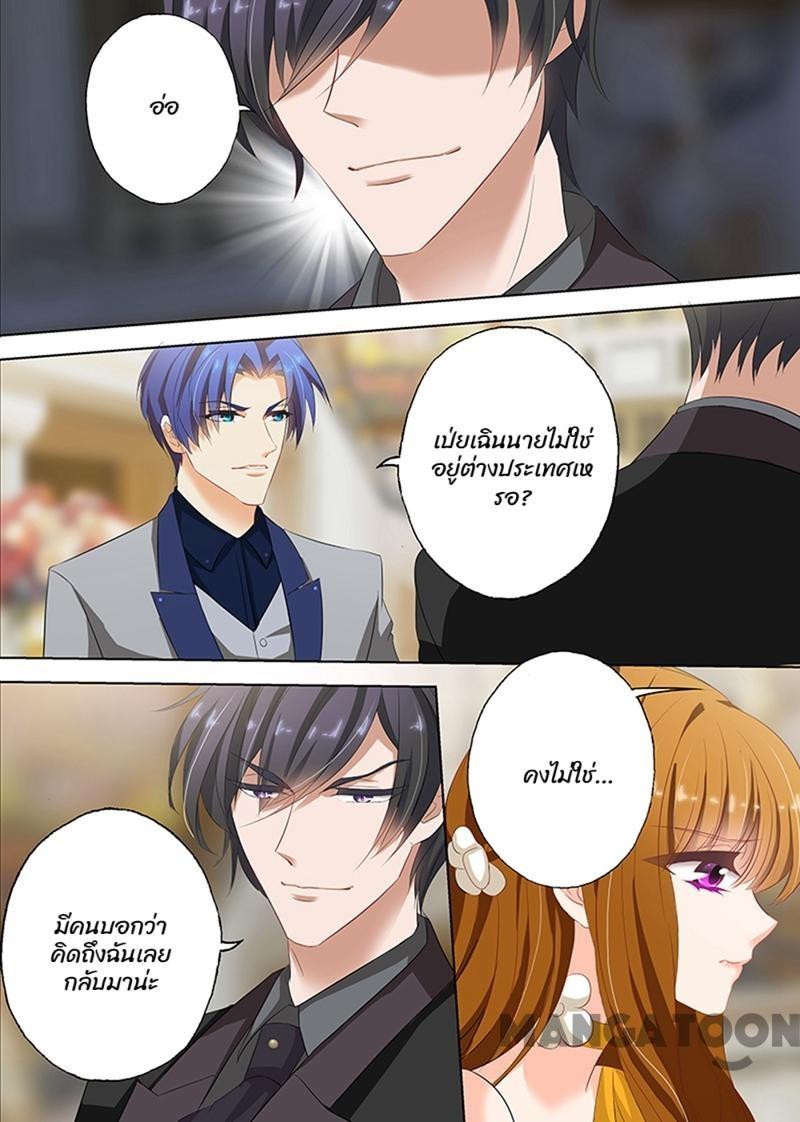 อ๋อ
เป่ยเฉินนายไม่ใช่
อยู่ต่างประเทศเห
รอ?
คงไม่ใช่...
มีคนบอกว่า
คิดถึงฉันเลย
กลับมาน่ะ
MANGATOON